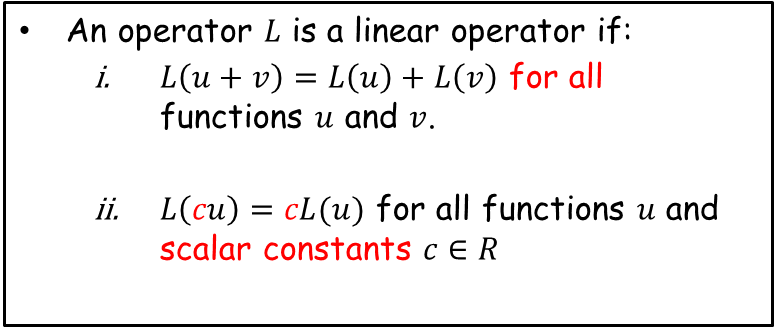 • An operator L is a linear operator if:
i. L(u + v) = L(u) + L(v) for all
functions u and v.
ii. L(cu) = cL(u) for all functions u and
scalar constants c ∈ R